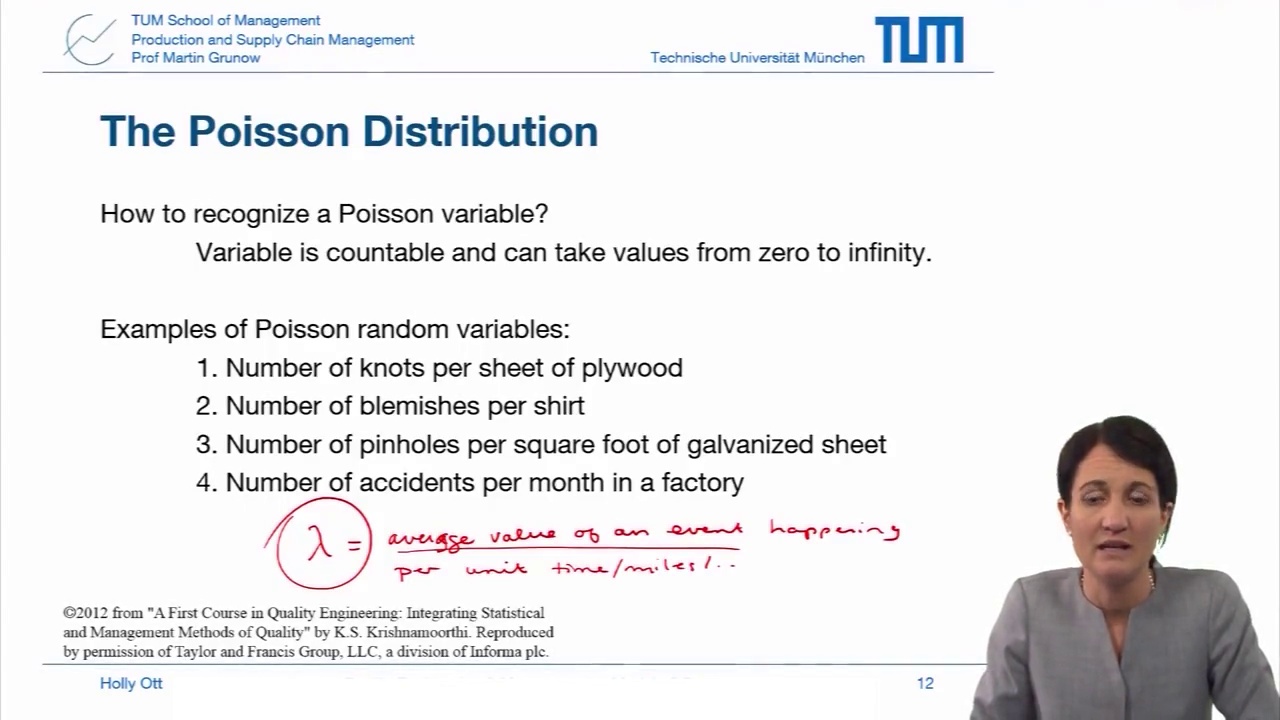 TUM School of Management
Production and Supply Chain Management
Prof Martin Grunow
Technische Universität München
TUM
The Poisson Distribution
How to recognize a Poisson variable?
Variable is countable and can take values from zero to infinity.
Examples of Poisson random variables:
1. Number of knots per sheet of plywood
2. Number of blemishes per shirt
3. Number of pinholes per square foot of galvanized sheet
4. Number of accidents per month in a factory
λ = average value of an event happening
per unit time/miles/..
©2012 from "A First Course in Quality Engineering: Integrating Statistical
and Management Methods of Quality" by K.S. Krishnamoorthi. Reproduced
by permission of Taylor and Francis Group, LLC, a division of Informa plc.
Holly Ott
12